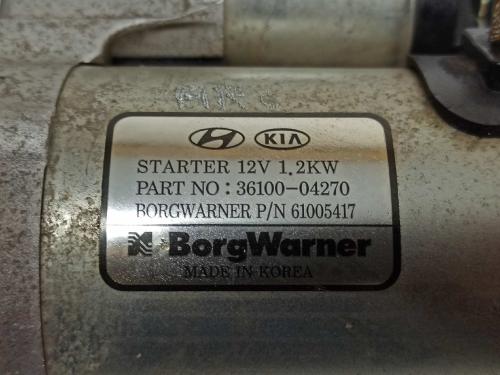 KIA
STARTER 12V 1.2KW
PART NO : 36100-04270
BORGWARNER P/N 61005417
BorgWarner
MADE IN KOREA